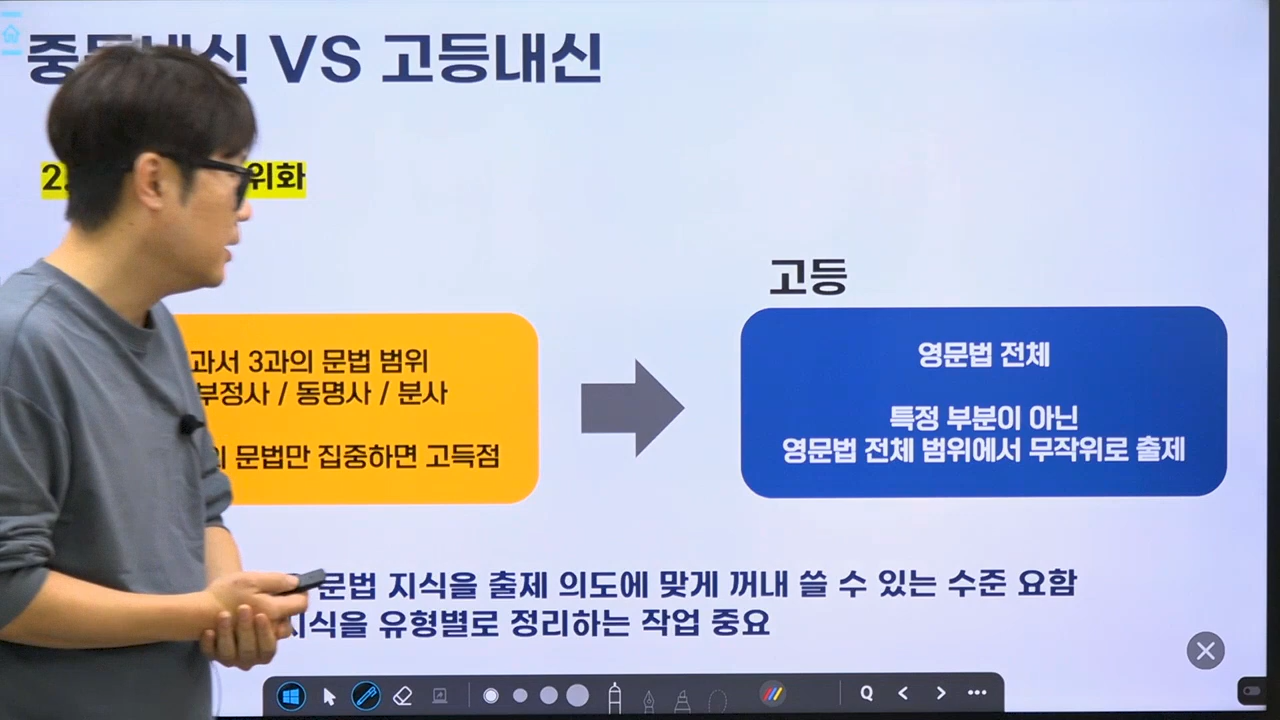 VS 고등내신
2.
위화
고등
과서 3과의 문법 범위
부정사 / 동명사 / 분사
문법만 집중하면 고득점
영문법 전체
특정 부분이 아닌
영문법 전체 범위에서 무작위로 출제
문법 지식을 출제 의도에 맞게 꺼내 쓸 수 있는 수준 요함
지식을 유형별로 정리하는 작업 중요